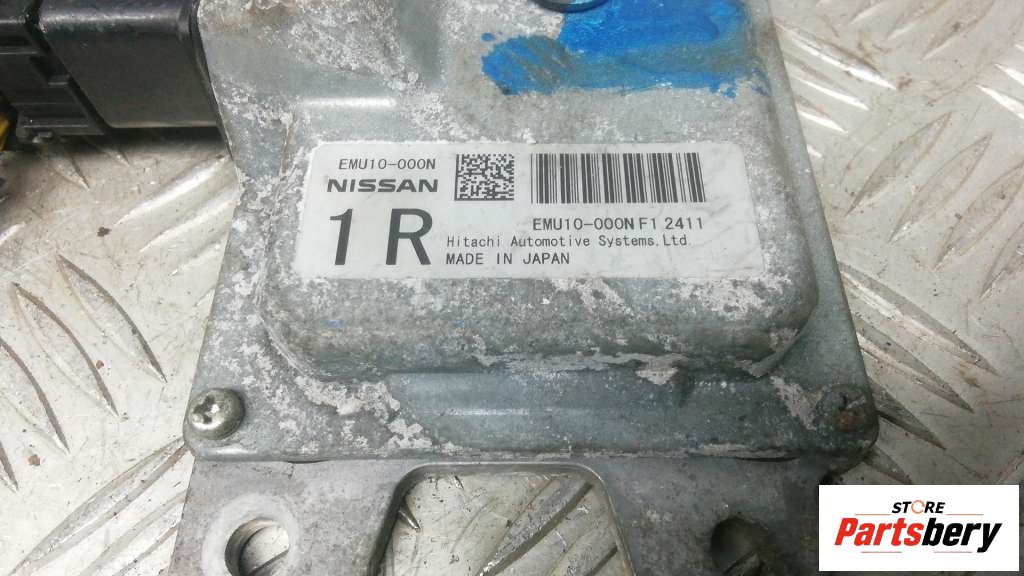 EMU10-000N
NISSAN
1R
EMU10-000N F1 2411
Hitachi Automotive Systems,Ltd.
MADE IN JAPAN
STORE
Partsbery